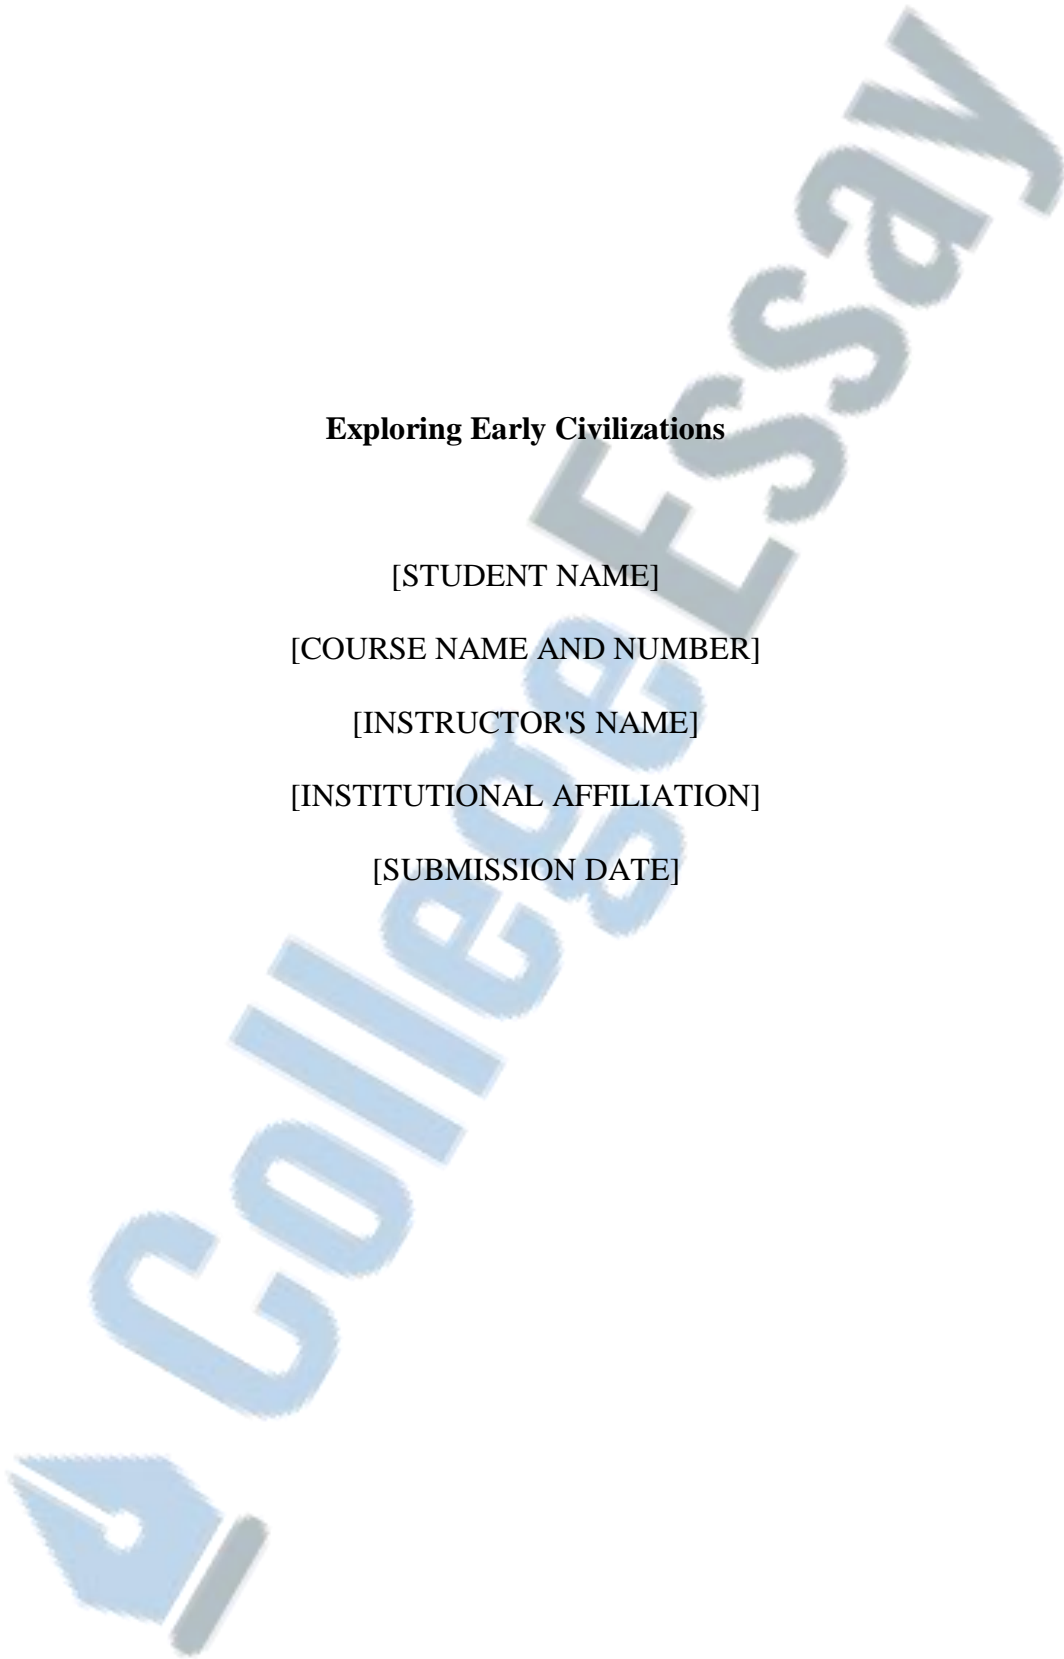 Exploring Early Civilizations
[STUDENT NAME]
[COURSE NAME AND NUMBER]
[INSTRUCTOR'S NAME]
[INSTITUTIONAL AFFILIATION]
[SUBMISSION DATE]
CollegeEssay